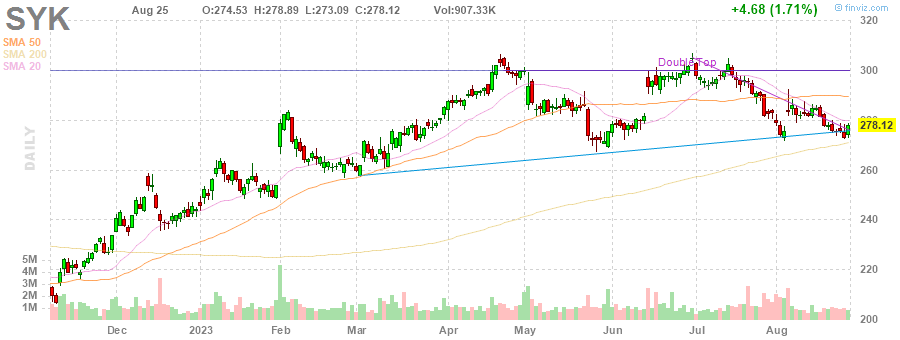 SYK
Aug 25 O:274.53 H:278.89 L:273.09 C:278.12 Vol:907.33K +4.68 (1.71%)
finviz.com
SMA 50
SMA 200
SMA 20
DAILY
Double Top
320
300
280
278.12
260
240
220
200
5M
4M
3M
2M
1M
Dec 2023 Feb Mar Apr May Jun Jul Aug